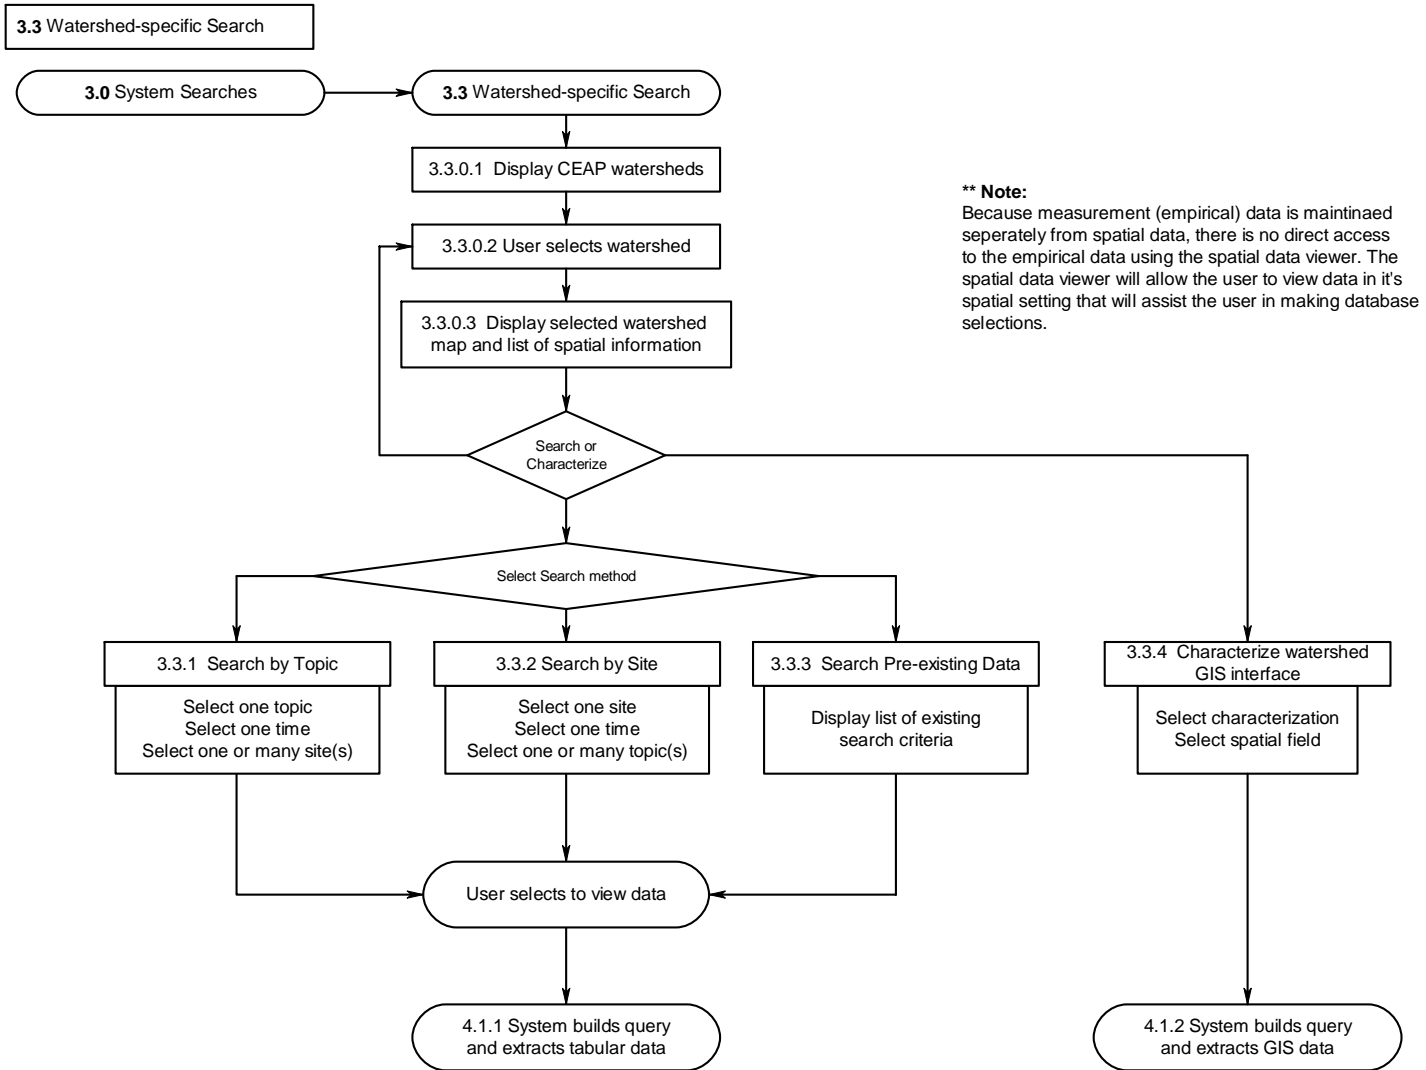 3.3 Watershed-specific Search
3.0 System Searches
3.3 Watershed-specific Search
3.3.0.1 Display CEAP watersheds
** Note:
Because measurement (empirical) data is maintinaed
seperately from spatial data, there is no direct access
to the empirical data using the spatial data viewer. The
spatial data viewer will allow the user to view data in it's
spatial setting that will assist the user in making database
selections.
3.3.0.2 User selects watershed
3.3.0.3 Display selected watershed
map and list of spatial information
Search or
Characterize
Select Search method
3.3.1 Search by Topic
Select one topic
Select one time
Select one or many site(s)
3.3.2 Search by Site
Select one site
Select one time
Select one or many topic(s)
3.3.3 Search Pre-existing Data
Display list of existing
search criteria
3.3.4 Characterize watershed
GIS interface
Select characterization
Select spatial field
User selects to view data
4.1.1 System builds query
and extracts tabular data
4.1.2 System builds query
and extracts GIS data